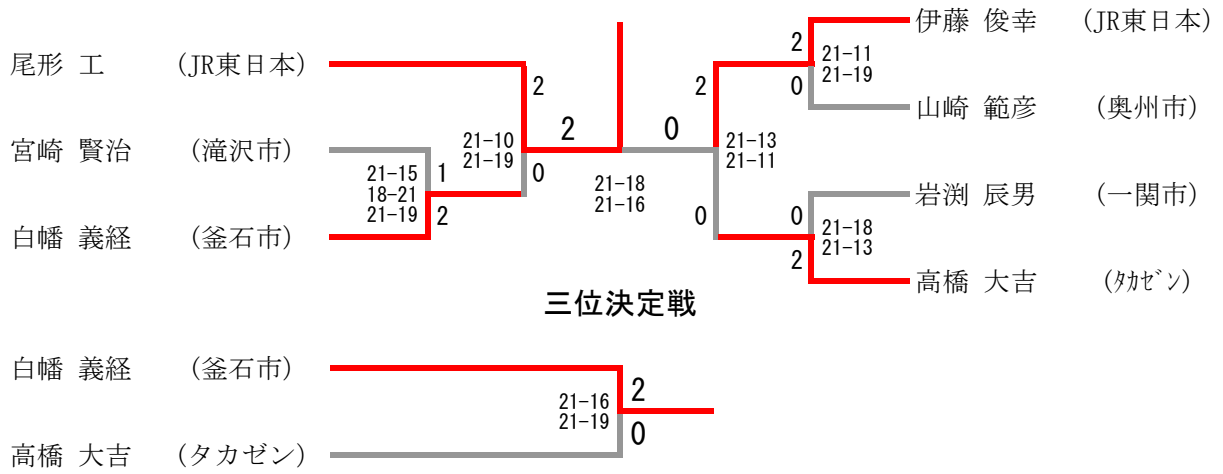 伊藤 俊幸 (JR東日本)
2
21-11
21-19
0
山崎 範彦 (奥州市)
尾形 工 (JR東日本)
2
2
宮崎 賢治 (滝沢市)
21-10
21-19
2
0
21-13
21-11
0
21-15
18-21
21-19
1
2
21-18
21-16
0
岩渕 辰男 (一関市)
0
21-18
21-13
2
白幡 義経 (釜石市)
高橋 大吉 (ﾀｶｾﾞﾝ)
三位決定戦
白幡 義経 (釜石市)
2
21-16
21-19
0
高橋 大吉 (タカゼン)